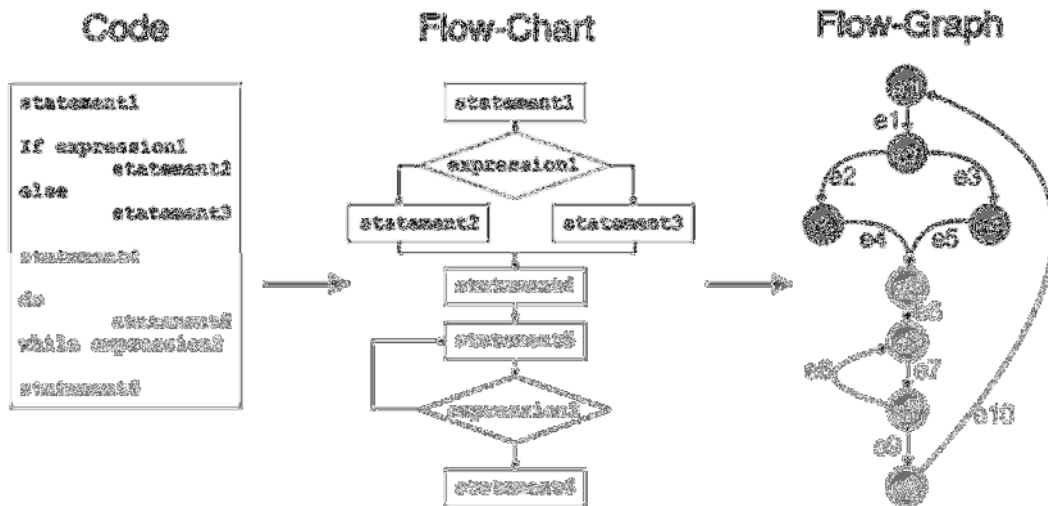 Code
statement1
If expression1
statement2
else
statement3
statement4
do
statement5
while expression2
statement6
Flow-Chart
statement1
expression1
statement2
statement3
statement4
statement5
expression2
statement6
Flow-Graph
e1
e2
e3
e4
e5
e6
e7
e8
e9
e10